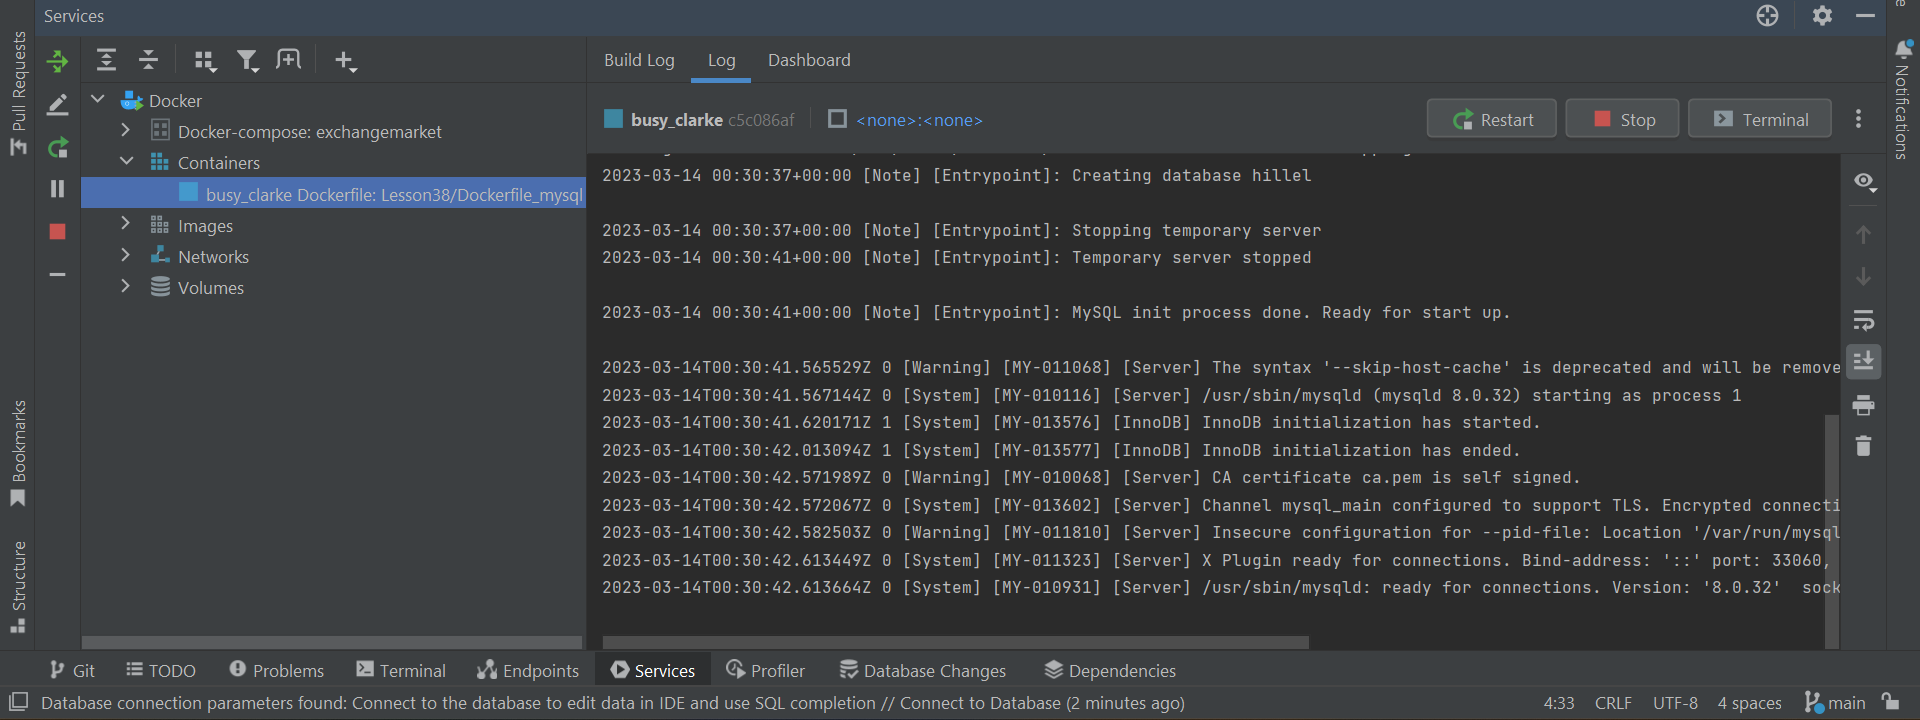 Services
Pull Requests
Bookmarks
Structure
Docker
Docker-compose: exchangemarket
Containers
busy_clarke Dockerfile: Lesson38/Dockerfile_mysql
Images
Networks
Volumes
Build Log Log Dashboard
busy_clarke c5c086af <none>:<none> Restart Stop Terminal
2023-03-14 00:30:37+00:00 [Note] [Entrypoint]: Creating database hillel
2023-03-14 00:30:37+00:00 [Note] [Entrypoint]: Stopping temporary server
2023-03-14 00:30:41+00:00 [Note] [Entrypoint]: Temporary server stopped
2023-03-14 00:30:41+00:00 [Note] [Entrypoint]: MySQL init process done. Ready for start up.
2023-03-14T00:30:41.565529Z 0 [Warning] [MY-011068] [Server] The syntax '--skip-host-cache' is deprecated and will be remove
2023-03-14T00:30:41.567144Z 0 [System] [MY-010116] [Server] /usr/sbin/mysqld (mysqld 8.0.32) starting as process 1
2023-03-14T00:30:41.620171Z 1 [System] [MY-013576] [InnoDB] InnoDB initialization has started.
2023-03-14T00:30:42.013094Z 1 [System] [MY-013577] [InnoDB] InnoDB initialization has ended.
2023-03-14T00:30:42.571989Z 0 [Warning] [MY-010068] [Server] CA certificate ca.pem is self signed.
2023-03-14T00:30:42.572067Z 0 [System] [MY-013602] [Server] Channel mysql_main configured to support TLS. Encrypted connecti
2023-03-14T00:30:42.582503Z 0 [Warning] [MY-011810] [Server] Insecure configuration for --pid-file: Location '/var/run/mysql
2023-03-14T00:30:42.613449Z 0 [System] [MY-011323] [Server] X Plugin ready for connections. Bind-address: '::' port: 33060,
2023-03-14T00:30:42.613664Z 0 [System] [MY-010931] [Server] /usr/sbin/mysqld: ready for connections. Version: '8.0.32'  sock
Notifications
Git TODO Problems Terminal Endpoints Services Profiler Database Changes Dependencies
Database connection parameters found: Connect to the database to edit data in IDE and use SQL completion // Connect to Database (2 minutes ago) 4:33 CRLF UTF-8 4 spaces main